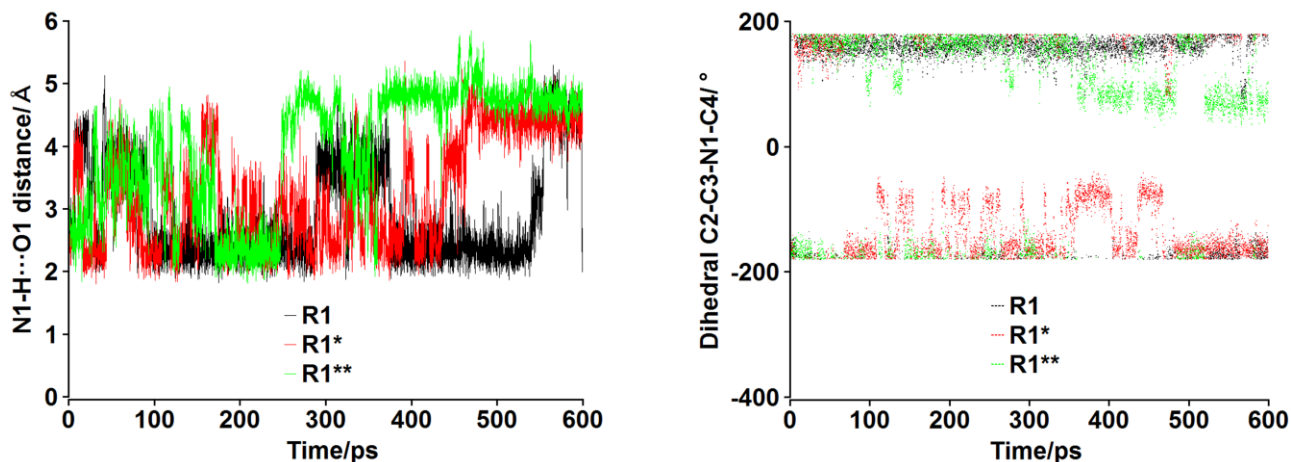 N1-H···O1 distance/ Å
6
5
4
3
2
1
0
R1
R1*
R1**
0 100 200 300 400 500 600
Time/ps
Dihedral C2-C3-N1-C4/ °
200
0
-200
-400
R1
R1*
R1**
0 100 200 300 400 500 600
Time/ps